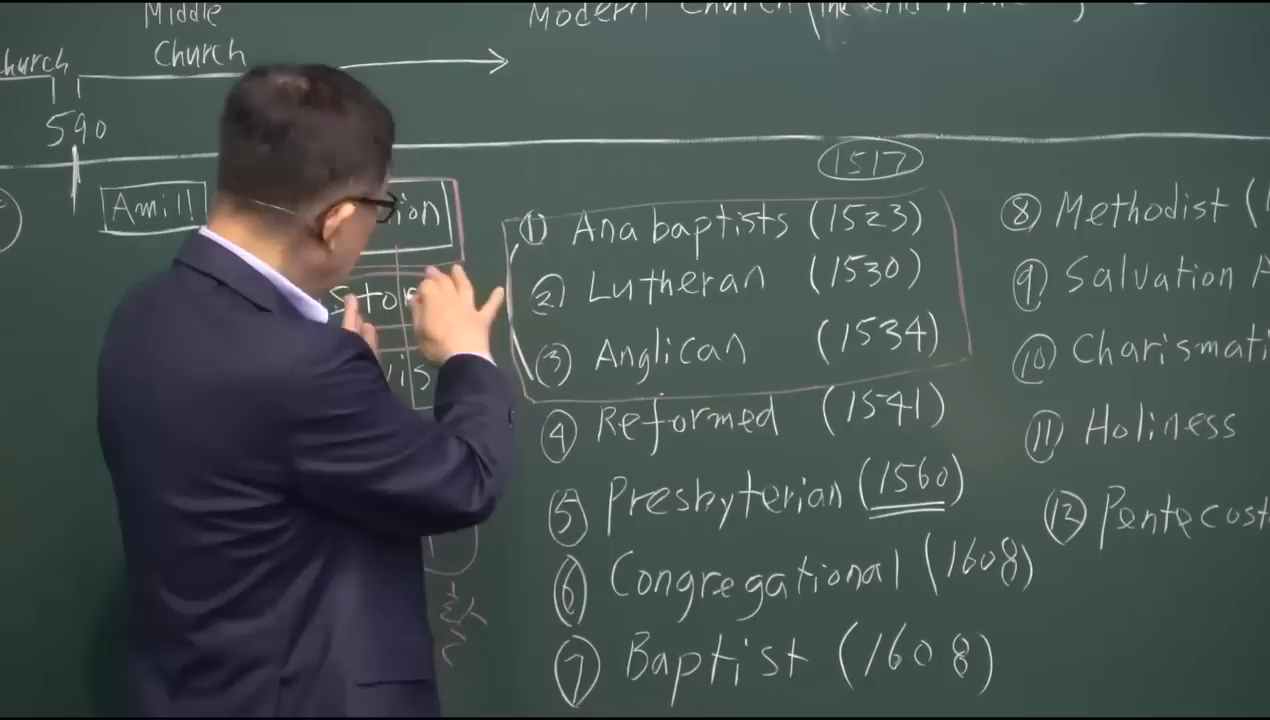 Middle
Church
Modern Church (the
church
590
1517
Amill
① Anabaptists (1523)
② Lutheran (1530)
③ Anglican (1534)
④ Reformed (1541)
⑤ Presbyterian (1560)
⑥ Congregational (1608)
⑦ Baptist (1608)
⑧ Methodist (1
⑨ Salvation A
⑩ Charismati
⑪ Holiness
⑫ Pentecost